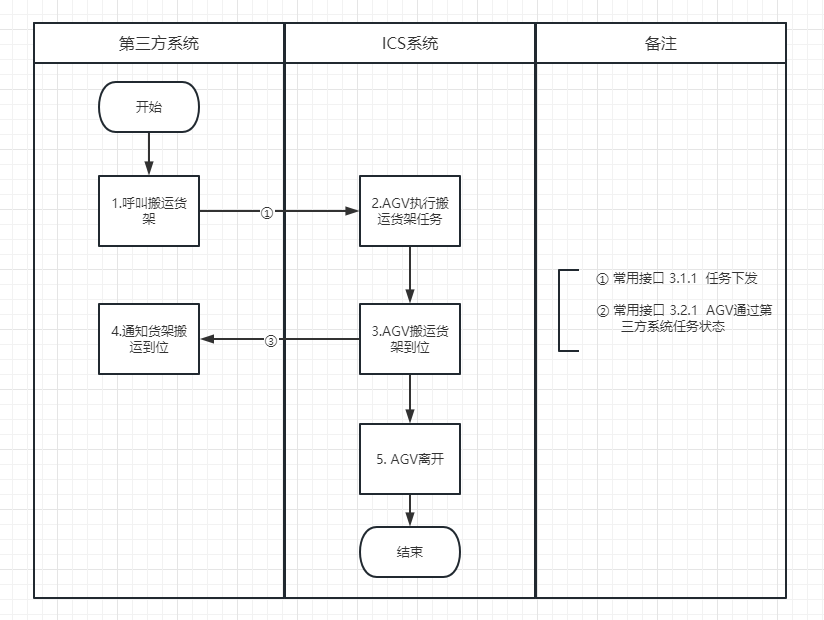 第三方系统
ICS系统
备注
开始
1.呼叫搬运货
架
①
2.AGV执行搬
运货架任务
① 常用接口 3.1.1 任务下发
② 常用接口 3.2.1 AGV通过第
三方系统任务状态
4.通知货架搬
运到位
③
3.AGV搬运货
架到位
5. AGV离开
结束